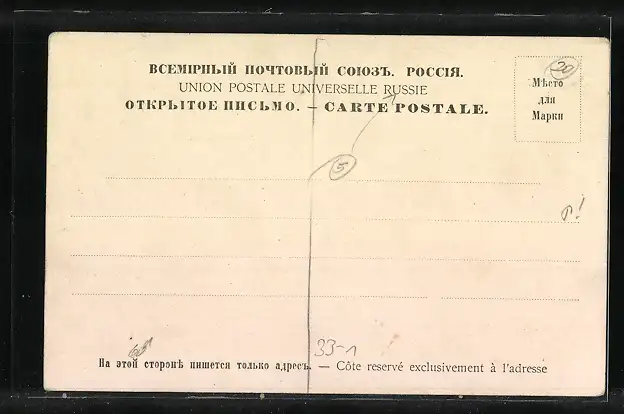 ВСЕМІРНЫЙ ПОЧТОВЫЙ СОЮЗЪ. РОССІЯ.
UNION POSTALE UNIVERSELLE RUSSIE
ОТКРЫТОЕ ПИСЬМО. — CARTE POSTALE.
20
Мѣсто
для
Марки
5
33-1
На этой сторонѣ пишется только адресъ. — Côte reservé exclusivement à l'adresse